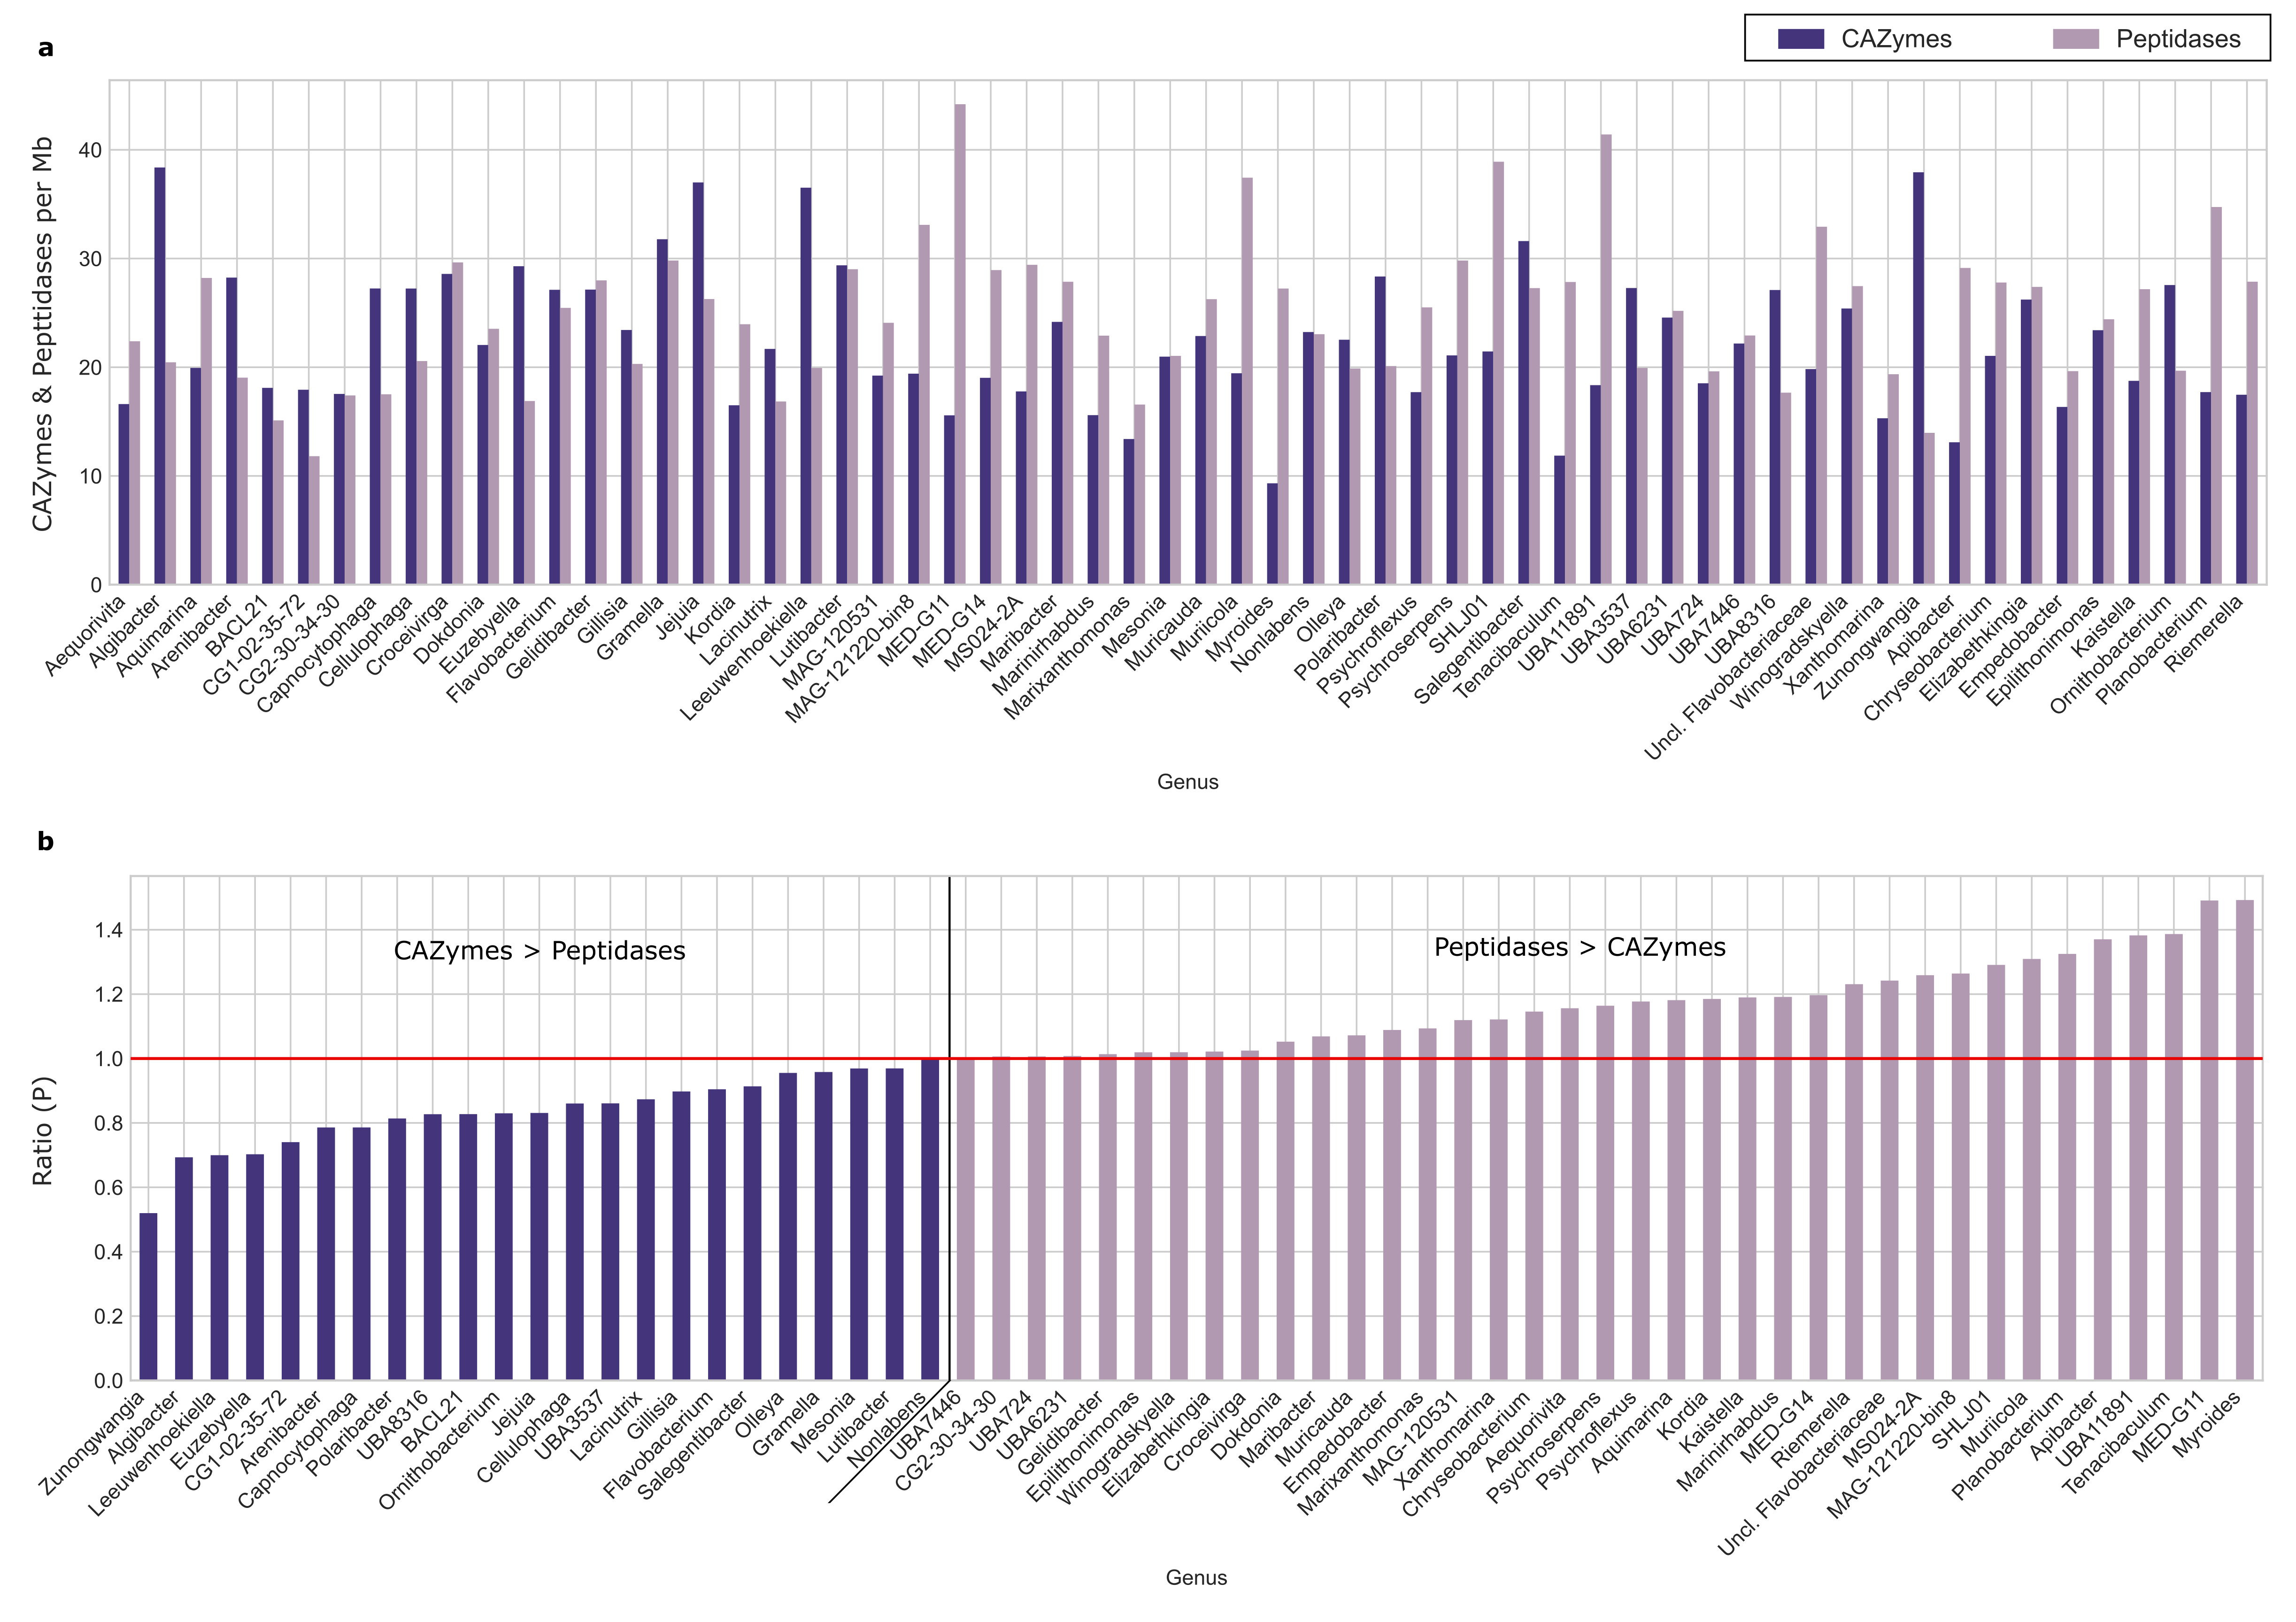 a
CAZymes
Peptidases
CAZymes & Pepttidases per Mb
40
30
20
10
0
Aequorivita
Algibacter
Aquimarina
Arenibacter
BACL21
CG1-02-35-72
CG2-30-34-30
Capnocytophaga
Cellulophaga
Croceivirga
Dokdonia
Euzebyella
Flavobacterium
Gelidibacter
Gillisia
Gramella
Jejuia
Kordia
Lacinutrix
Leeuwenhoekiella
Lutibacter
MAG-120531
MAG-121220-bin8
MED-G11
MED-G14
MS024-2A
Maribacter
Marinirhabdus
Marixanthomonas
Mesonia
Muricauda
Muriicola
Myroides
Nonlabens
Olleya
Polaribacter
Psychroflexus
Psychroserpens
SHLJ01
Salegentibacter
Tenacibaculum
UBA11891
UBA3537
UBA6231
UBA724
UBA7446
UBA8316
Uncl. Flavobacteriaceae
Winogradskyella
Xanthomarina
Zunongwangia
Apibacter
Chryseobacterium
Elizabethkingia
Empedobacter
Epilithonimonas
Kaistella
Ornithobacterium
Planobacterium
Riemerella
Genus
b
CAZymes > Peptidases
Peptidases > CAZymes
Ratio (P)
1.4
1.2
1.0
0.8
0.6
0.4
0.2
0.0
Zunongwangia
Algibacter
Leeuwenhoekiella
Euzebyella
CG1-02-35-72
Arenibacter
Capnocytophaga
Polaribacter
UBA8316
BACL21
Ornithobacterium
Jejuia
Cellulophaga
UBA3537
Lacinutrix
Gillisia
Flavobacterium
Salegentibacter
Olleya
Gramella
Mesonia
Lutibacter
Nonlabens
UBA7446
CG2-30-34-30
UBA724
UBA6231
Gelidibacter
Epilithonimonas
Winogradskyella
Elizabethkingia
Croceivirga
Dokdonia
Maribacter
Muricauda
Empedobacter
Marixanthomonas
MAG-120531
Xanthomarina
Chryseobacterium
Aequorivita
Psychroserpens
Psychroflexus
Aquimarina
Kordia
Kaistella
Marinirhabdus
MED-G14
Riemerella
Uncl. Flavobacteriaceae
MS024-2A
MAG-121220-bin8
SHLJ01
Muriicola
Planobacterium
Apibacter
UBA11891
Tenacibaculum
MED-G11
Myroides
Genus